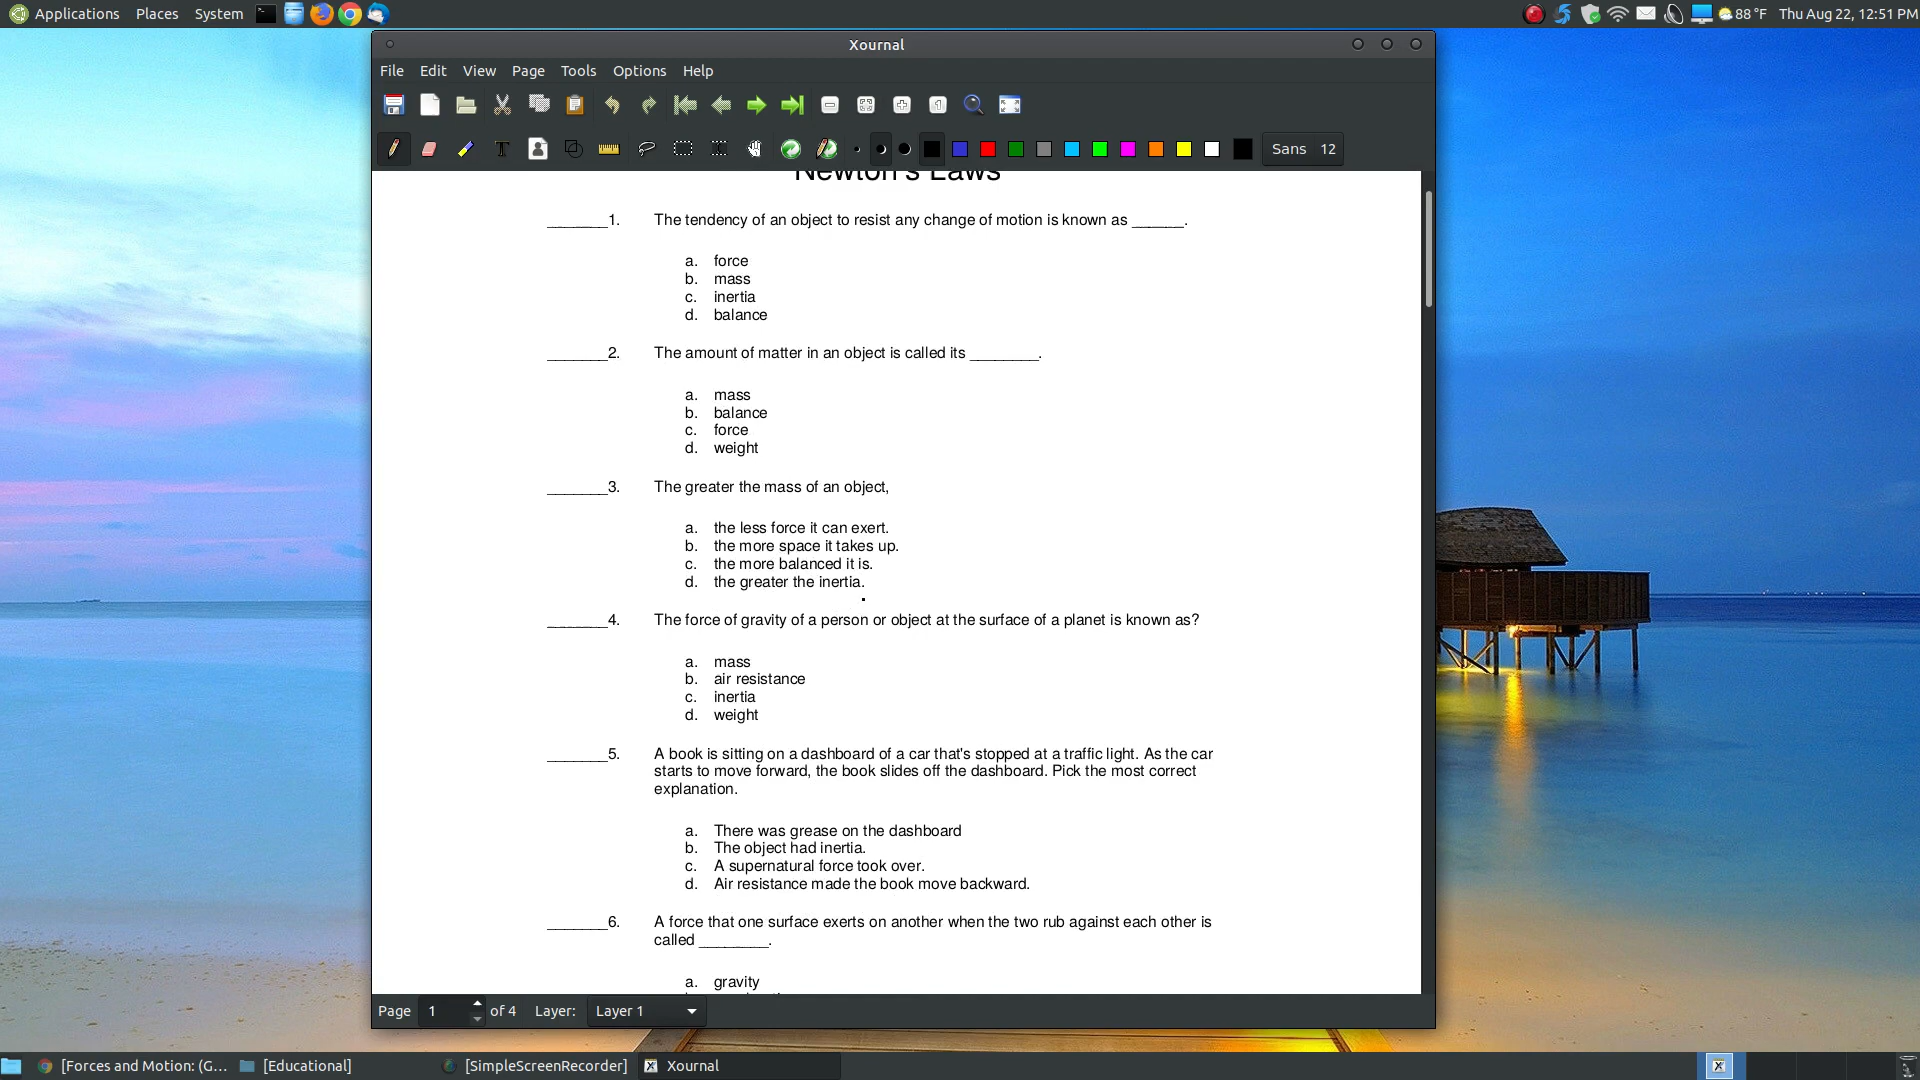 Applications Places System
88 °F Thu Aug 22, 12:51 PM
Xournal
File Edit View Page Tools Options Help
Sans 12
Newton's Laws
_______1. The tendency of an object to resist any change of motion is known as ______.
a. force
b. mass
c. inertia
d. balance
_______2. The amount of matter in an object is called its ________.
a. mass
b. balance
c. force
d. weight
_______3. The greater the mass of an object,
a. the less force it can exert.
b. the more space it takes up.
c. the more balanced it is.
d. the greater the inertia.
_______4. The force of gravity of a person or object at the surface of a planet is known as?
a. mass
b. air resistance
c. inertia
d. weight
_______5. A book is sitting on a dashboard of a car that's stopped at a traffic light. As the car
starts to move forward, the book slides off the dashboard. Pick the most correct
explanation.
a. There was grease on the dashboard
b. The object had inertia.
c. A supernatural force took over.
d. Air resistance made the book move backward.
_______6. A force that one surface exerts on another when the two rub against each other is
called ________.
a. gravity
Page 1 of 4 Layer: Layer 1
[Forces and Motion: (G... [Educational] [SimpleScreenRecorder] Xournal